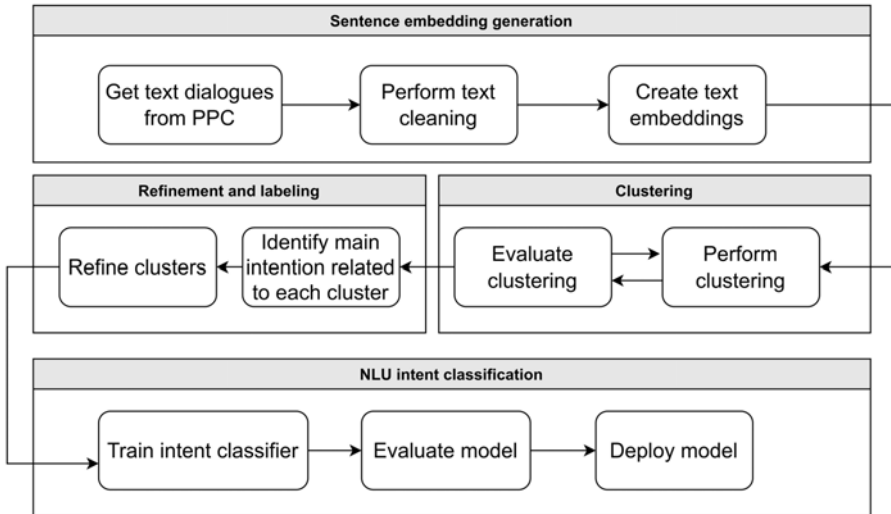 Sentence embedding generation
Get text dialogues
from PPC
Perform text
cleaning
Create text
embeddings
Refinement and labeling
Refine clusters
Identify main
intention related
to each cluster
Clustering
Evaluate
clustering
Perform
clustering
NLU intent classification
Train intent classifier
Evaluate model
Deploy model